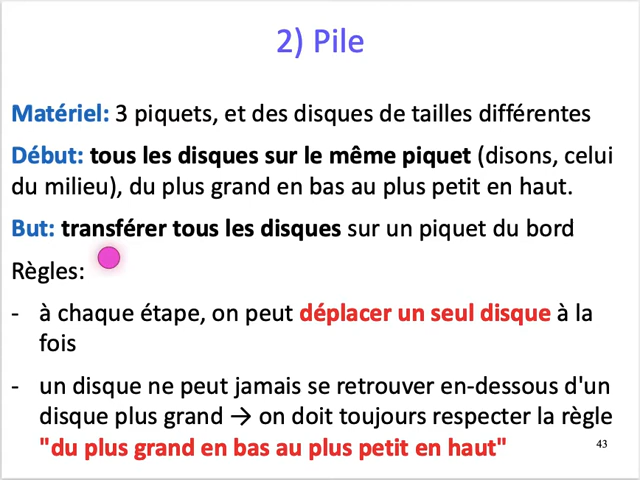 2) Pile
Matériel: 3 piquets, et des disques de tailles différentes
Début: tous les disques sur le même piquet (disons, celui
du milieu), du plus grand en bas au plus petit en haut.
But: transférer tous les disques sur un piquet du bord
Règles:
- à chaque étape, on peut déplacer un seul disque à la
fois
- un disque ne peut jamais se retrouver en-dessous d'un
disque plus grand → on doit toujours respecter la règle
"du plus grand en bas au plus petit en haut"
43